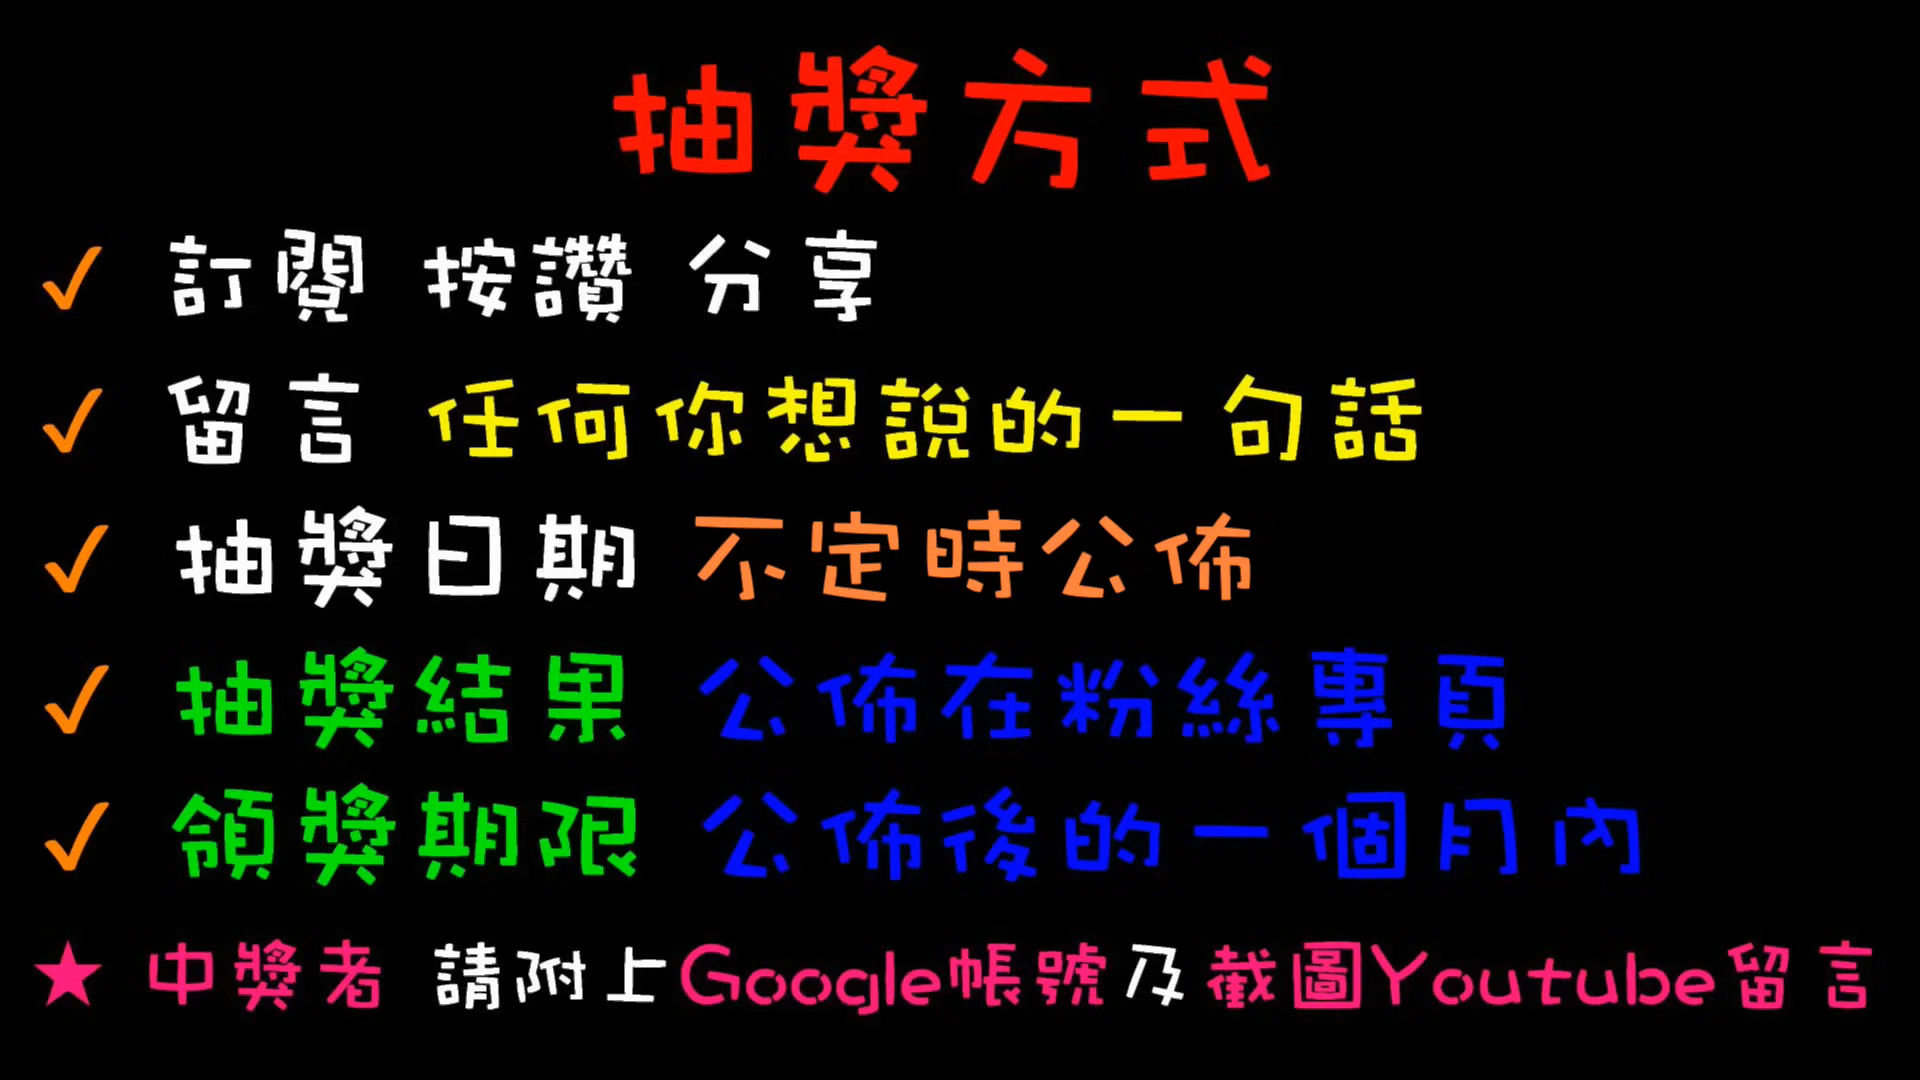 抽獎方式
✓ 訂閱 按讚 分享
✓ 留言 任何你想說的一句話
✓ 抽獎日期 不定時公佈
✓ 抽獎結果 公佈在粉絲專頁
✓ 領獎期限 公佈後的一個月內
★ 中獎者 請附上Google帳號及截圖Youtube留言